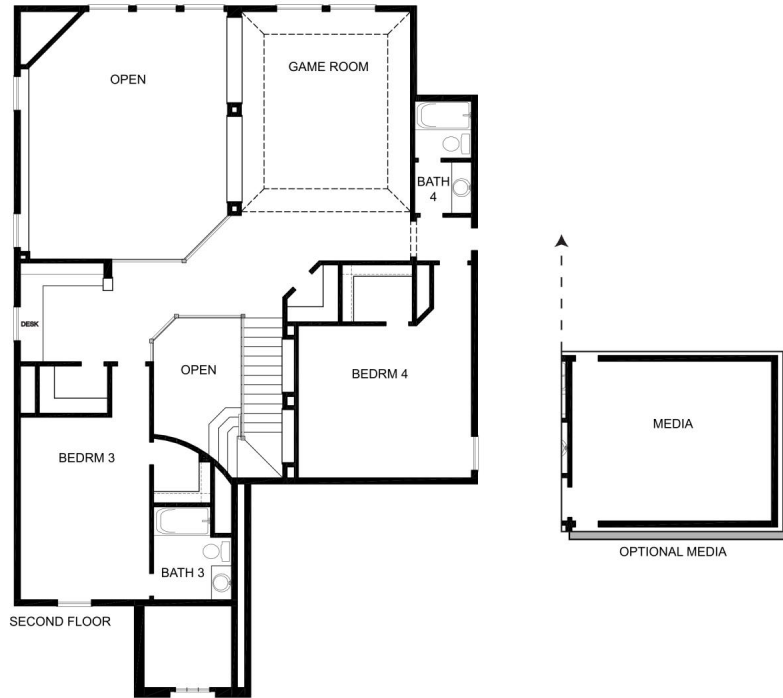 OPEN
GAME ROOM
BATH
4
DESK
OPEN
BEDRM 4
MEDIA
BEDRM 3
OPTIONAL MEDIA
BATH 3
SECOND FLOOR